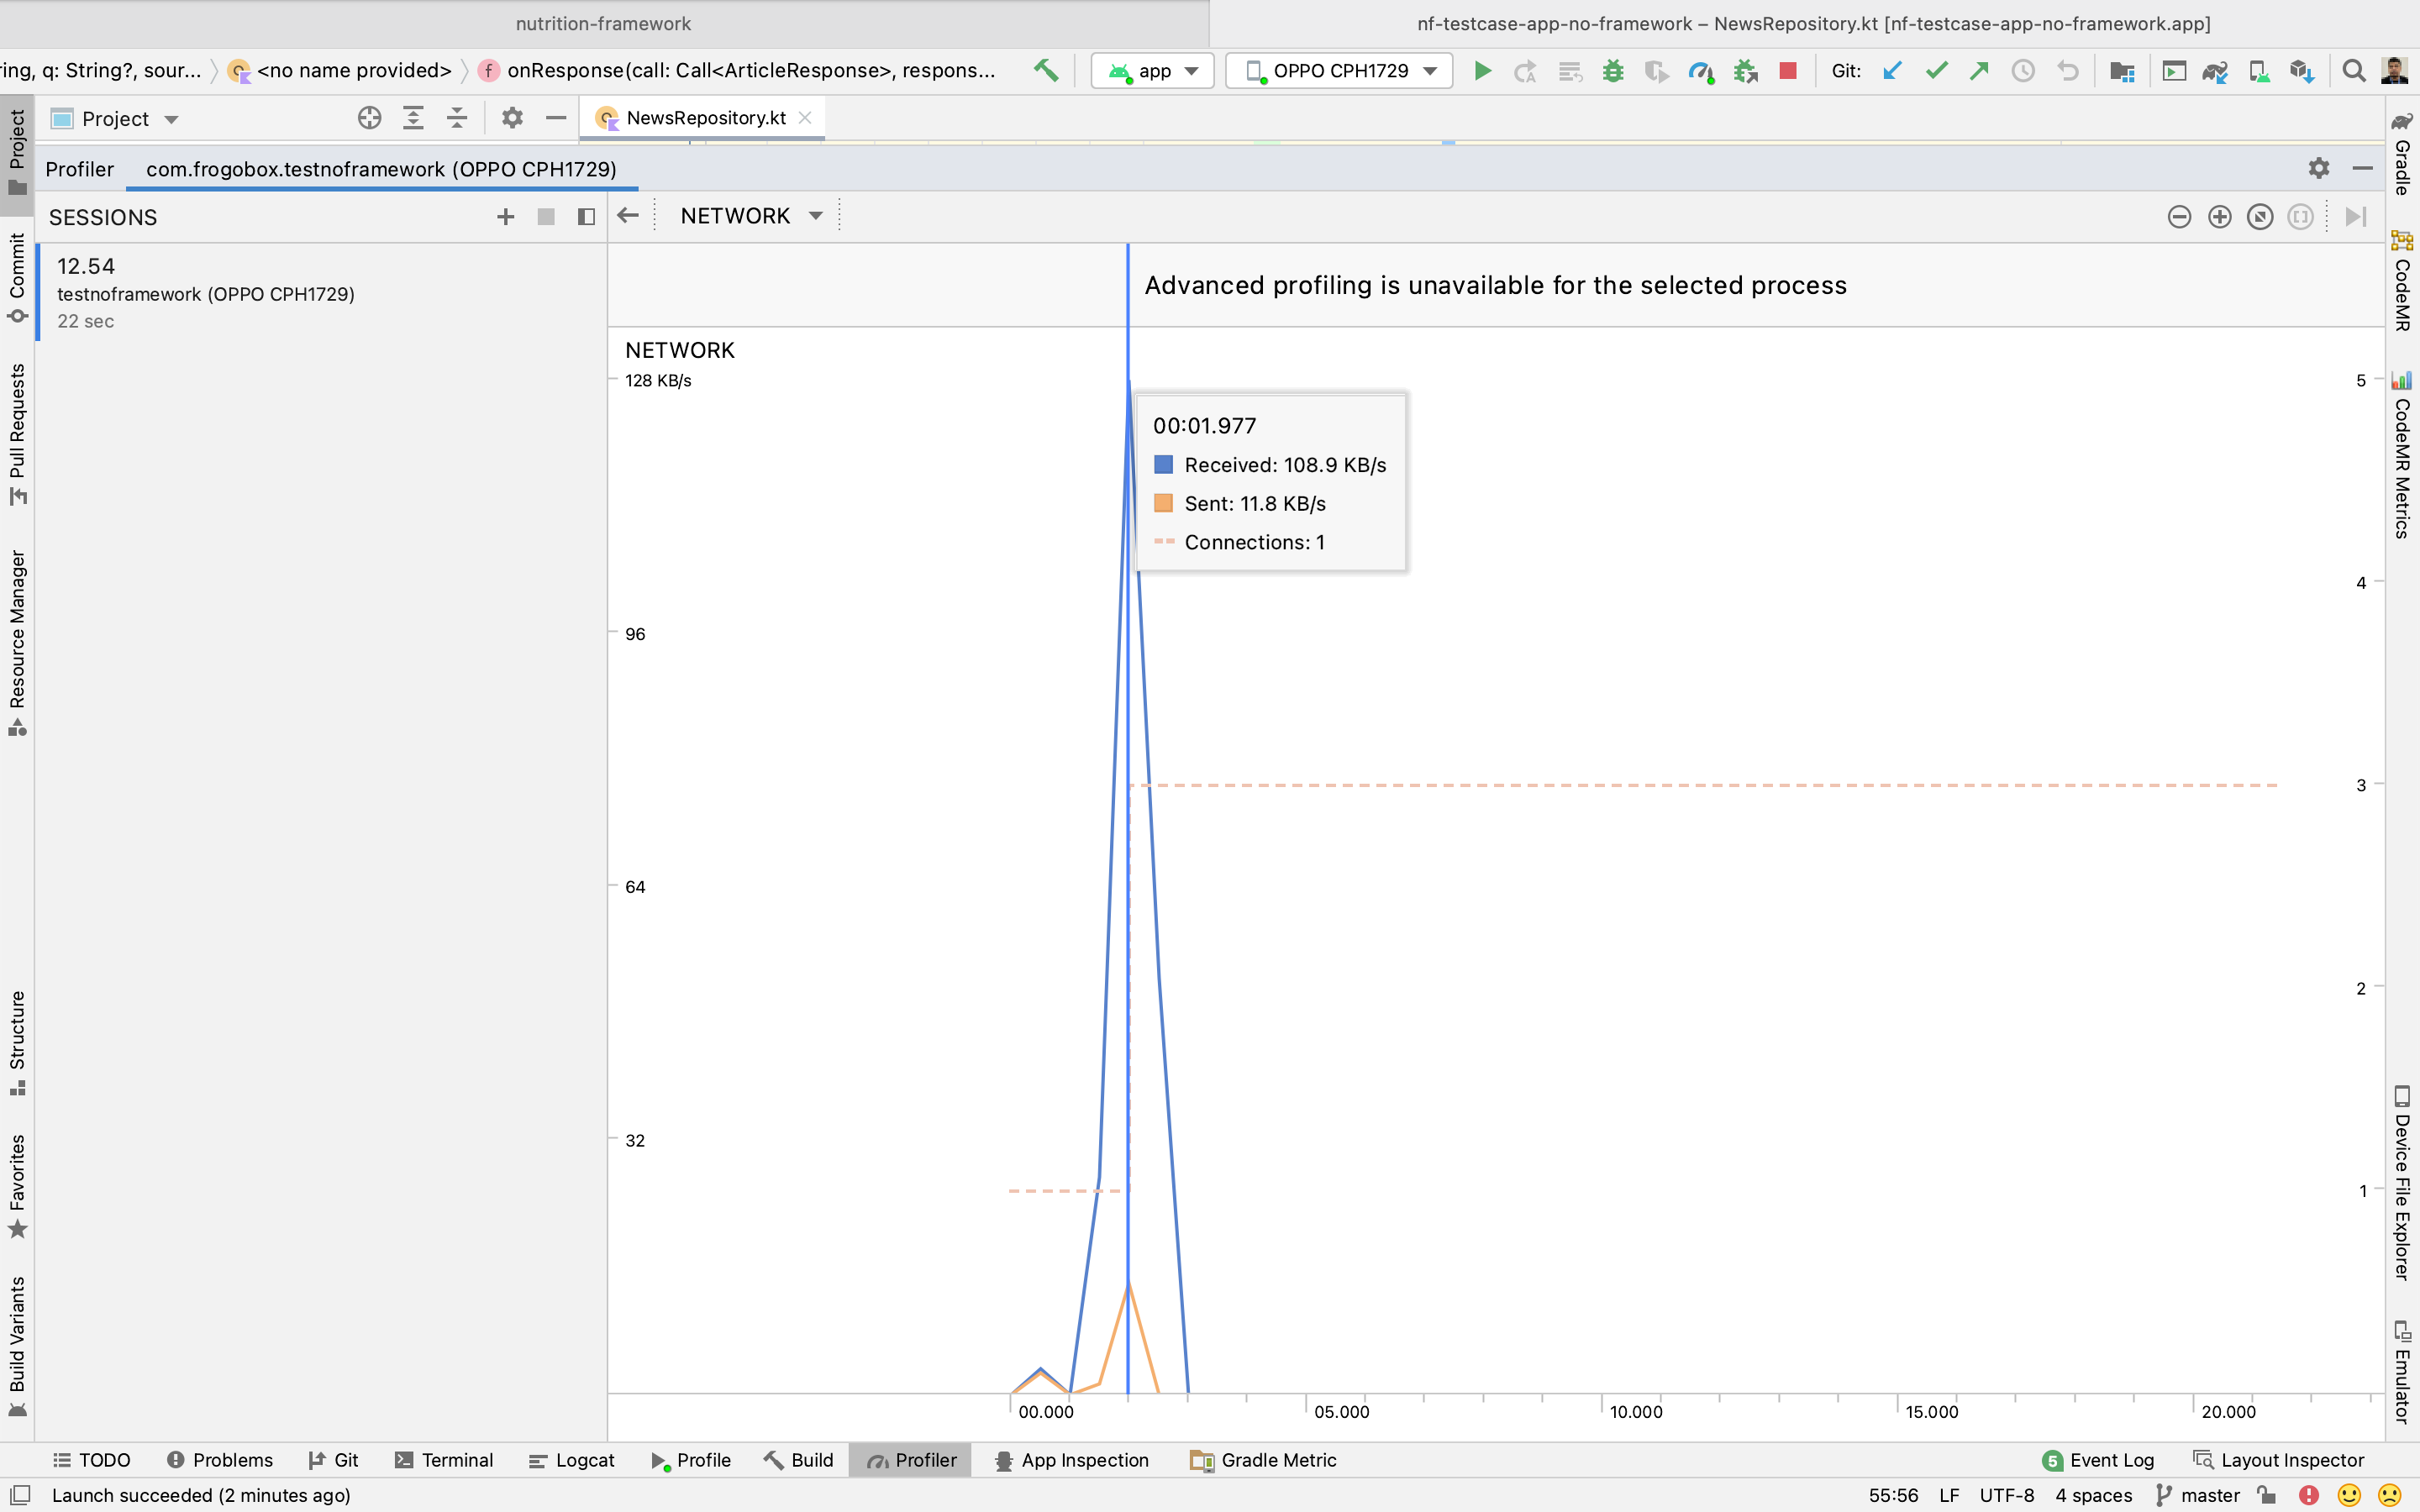 nutrition-framework
nf-testcase-app-no-framework – NewsRepository.kt [nf-testcase-app-no-framework.app]
ring, q: String?, sour...
<no name provided>
onResponse(call: Call<ArticleResponse>, respons...
app
OPPO CPH1729
Git:
Project
NewsRepository.kt
Profiler
com.frogobox.testnoframework (OPPO CPH1729)
SESSIONS
NETWORK
12.54
testnoframework (OPPO CPH1729)
22 sec
Advanced profiling is unavailable for the selected process
NETWORK
128 KB/s
96
64
32
5
4
3
2
1
00:01.977
Received: 108.9 KB/s
Sent: 11.8 KB/s
Connections: 1
00.000
05.000
10.000
15.000
20.000
Project
Commit
Pull Requests
Resource Manager
Structure
Favorites
Build Variants
Gradle
CodeMR
CodeMR Metrics
Device File Explorer
Emulator
TODO
Problems
Git
Terminal
Logcat
Profile
Build
Profiler
App Inspection
Gradle Metric
5
Event Log
Layout Inspector
Launch succeeded (2 minutes ago)
55:56
LF
UTF-8
4 spaces
master